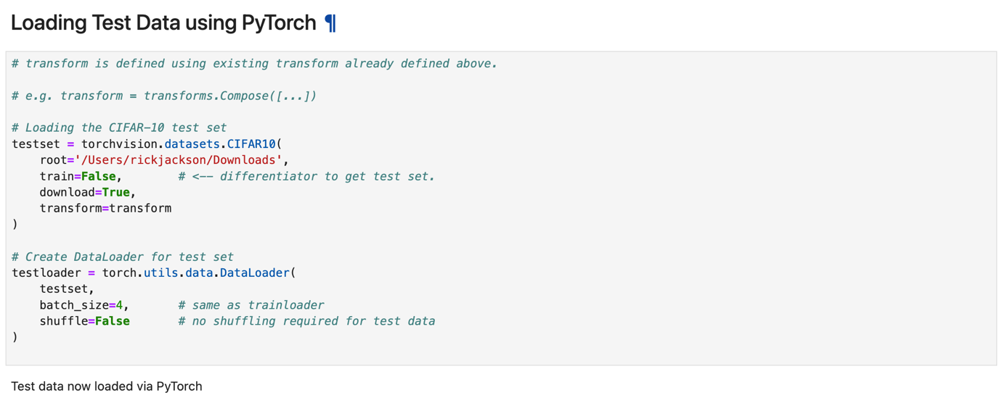 Loading Test Data using PyTorch ¶
# transform is defined using existing transform already defined above.
# e.g. transform = transforms.Compose([...])
# Loading the CIFAR-10 test set
testset = torchvision.datasets.CIFAR10(
    root='/Users/rickjackson/Downloads',
    train=False,        # <-- differentiator to get test set.
    download=True,
    transform=transform
)
# Create DataLoader for test set
testloader = torch.utils.data.DataLoader(
    testset,
    batch_size=4,       # same as trainloader
    shuffle=False       # no shuffling required for test data
)
Test data now loaded via PyTorch